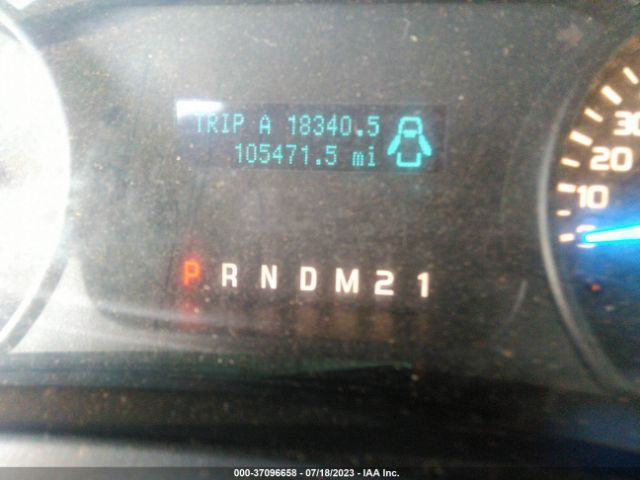 TRIP A 18340.5
105471.5 mi
30
20
10
P R N D M 2 1
000-37096658 - 07/18/2023 - IAA Inc.